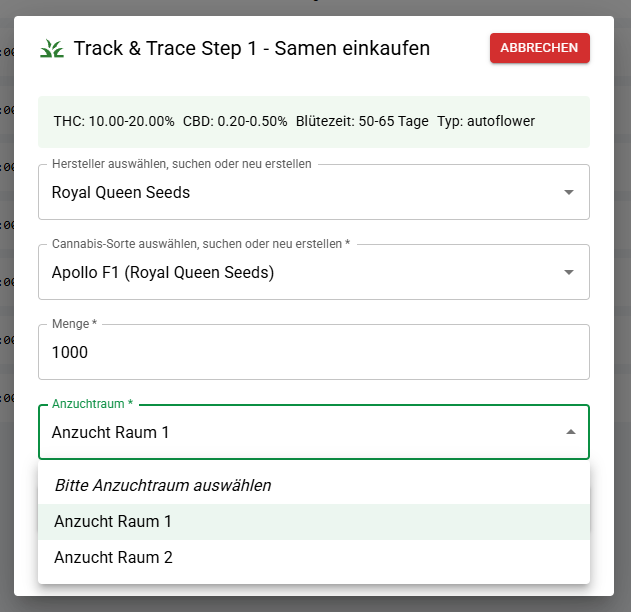 Track & Trace Step 1 - Samen einkaufen
ABBRECHEN
THC: 10.00-20.00% CBD: 0.20-0.50% Blütezeit: 50-65 Tage Typ: autoflower
Hersteller auswählen, suchen oder neu erstellen
Royal Queen Seeds
Cannabis-Sorte auswählen, suchen oder neu erstellen *
Apollo F1 (Royal Queen Seeds)
Menge *
1000
Anzuchtraum *
Anzucht Raum 1
Bitte Anzuchtraum auswählen
Anzucht Raum 1
Anzucht Raum 2